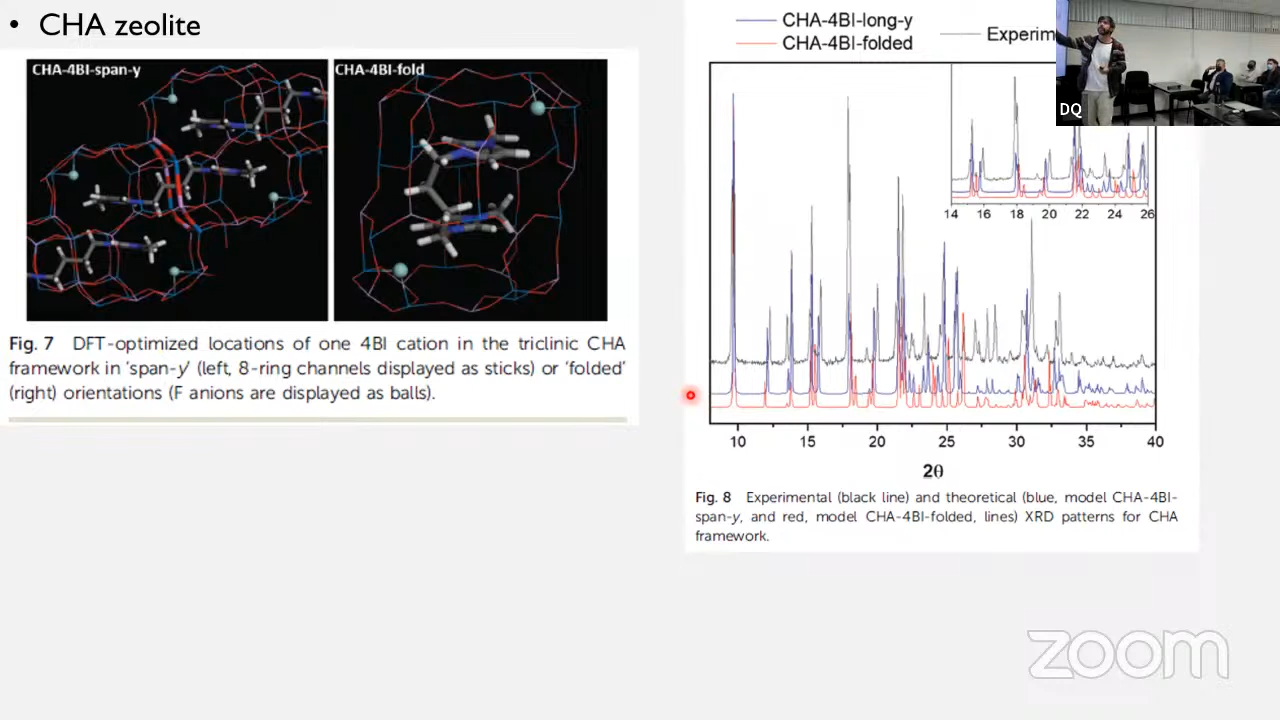 • CHA zeolite
CHA-4BI-span-y
CHA-4BI-fold
Fig. 7 DFT-optimized locations of one 4BI cation in the triclinic CHA
framework in 'span-y' (left, 8-ring channels displayed as sticks) or 'folded'
(right) orientations (F anions are displayed as balls).
CHA-4BI-long-y
CHA-4BI-folded
Experim
DQ
14 16 18 20 22 24 26
10 15 20 25 30 35 40
2θ
Fig. 8 Experimental (black line) and theoretical (blue, model CHA-4BI-
span-y, and red, model CHA-4BI-folded, lines) XRD patterns for CHA
framework.
zoom